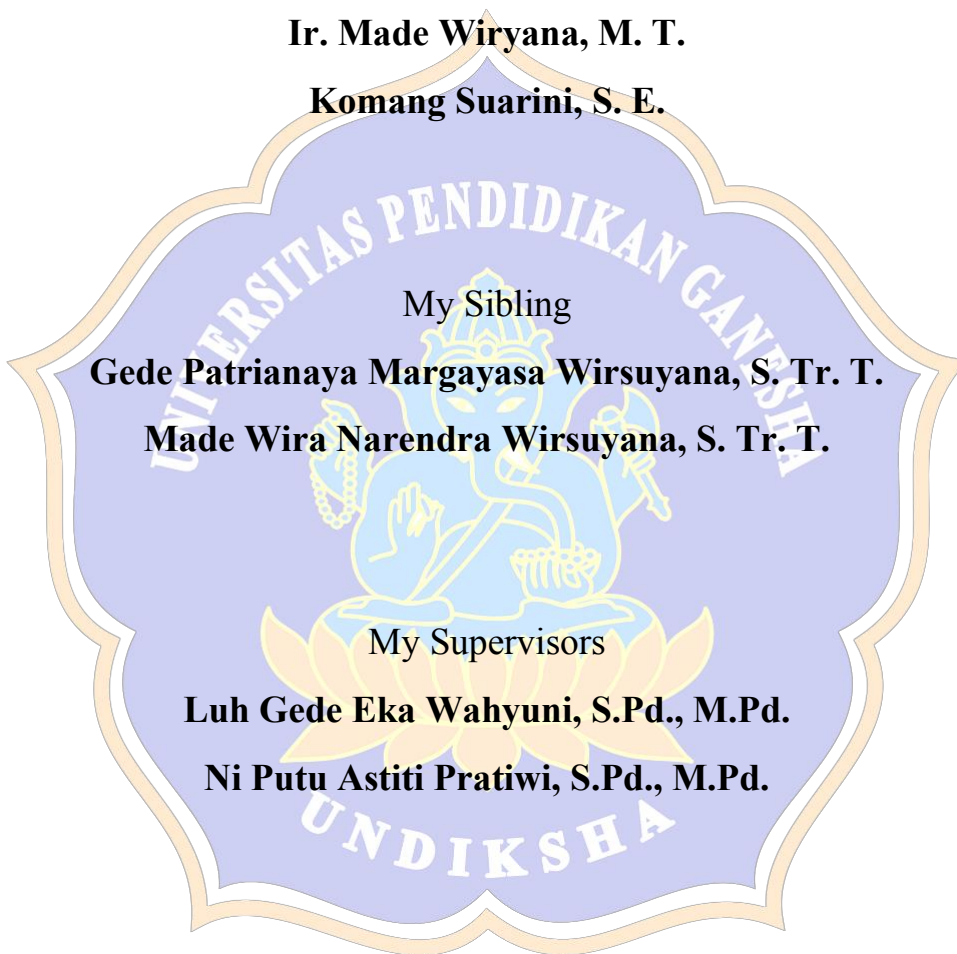 Ir. Made Wiryana, M. T.
Komang Suarini, S. E.
UNIVERSITAS PENDIDIKAN GANESHA
My Sibling
Gede Patrianaya Margayasa Wirsuyana, S. Tr. T.
Made Wira Narendra Wirsuyana, S. Tr. T.
My Supervisors
Luh Gede Eka Wahyuni, S.Pd., M.Pd.
Ni Putu Astiti Pratiwi, S.Pd., M.Pd.
UNDIKSHA